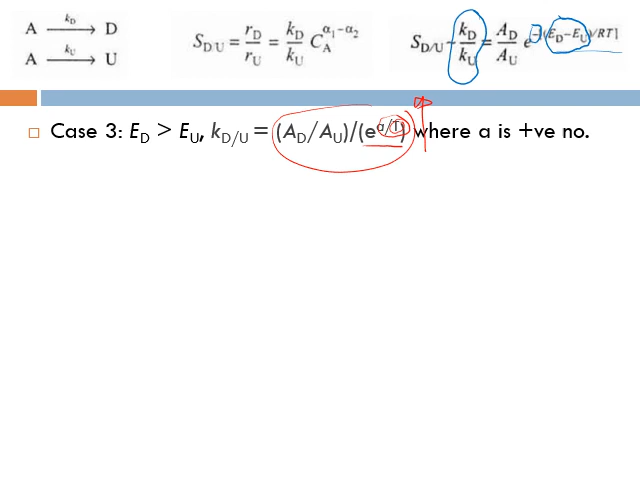 A —k_D→ D
A —k_U→ U
S_D/U = r_D/r_U = k_D/k_U C_A^(α₁−α₂)
S_D/U ~ k_D/k_U = A_D/A_U e^−[(E_D−E_U)/RT]
Case 3: E_D > E_U, k_D/U = (A_D/A_U)/(e^a/T) where a is +ve no.